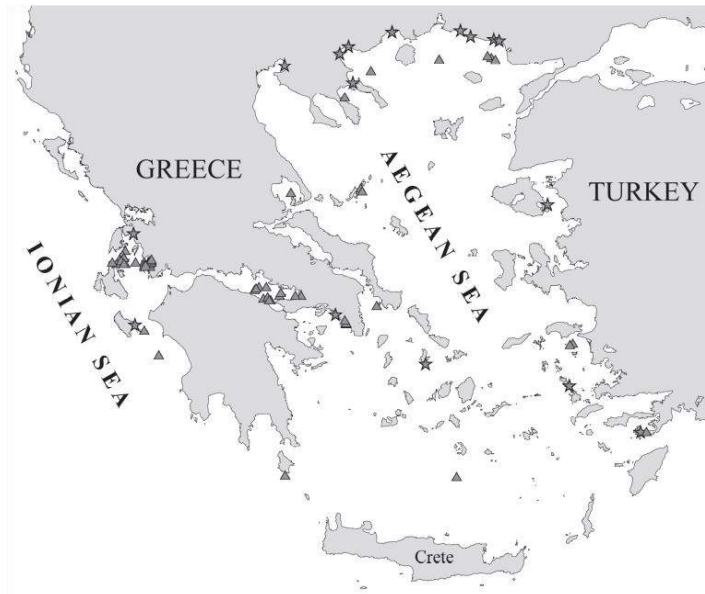 GREECE
AEGEAN SEA
TURKEY
IONIAN SEA
Crete